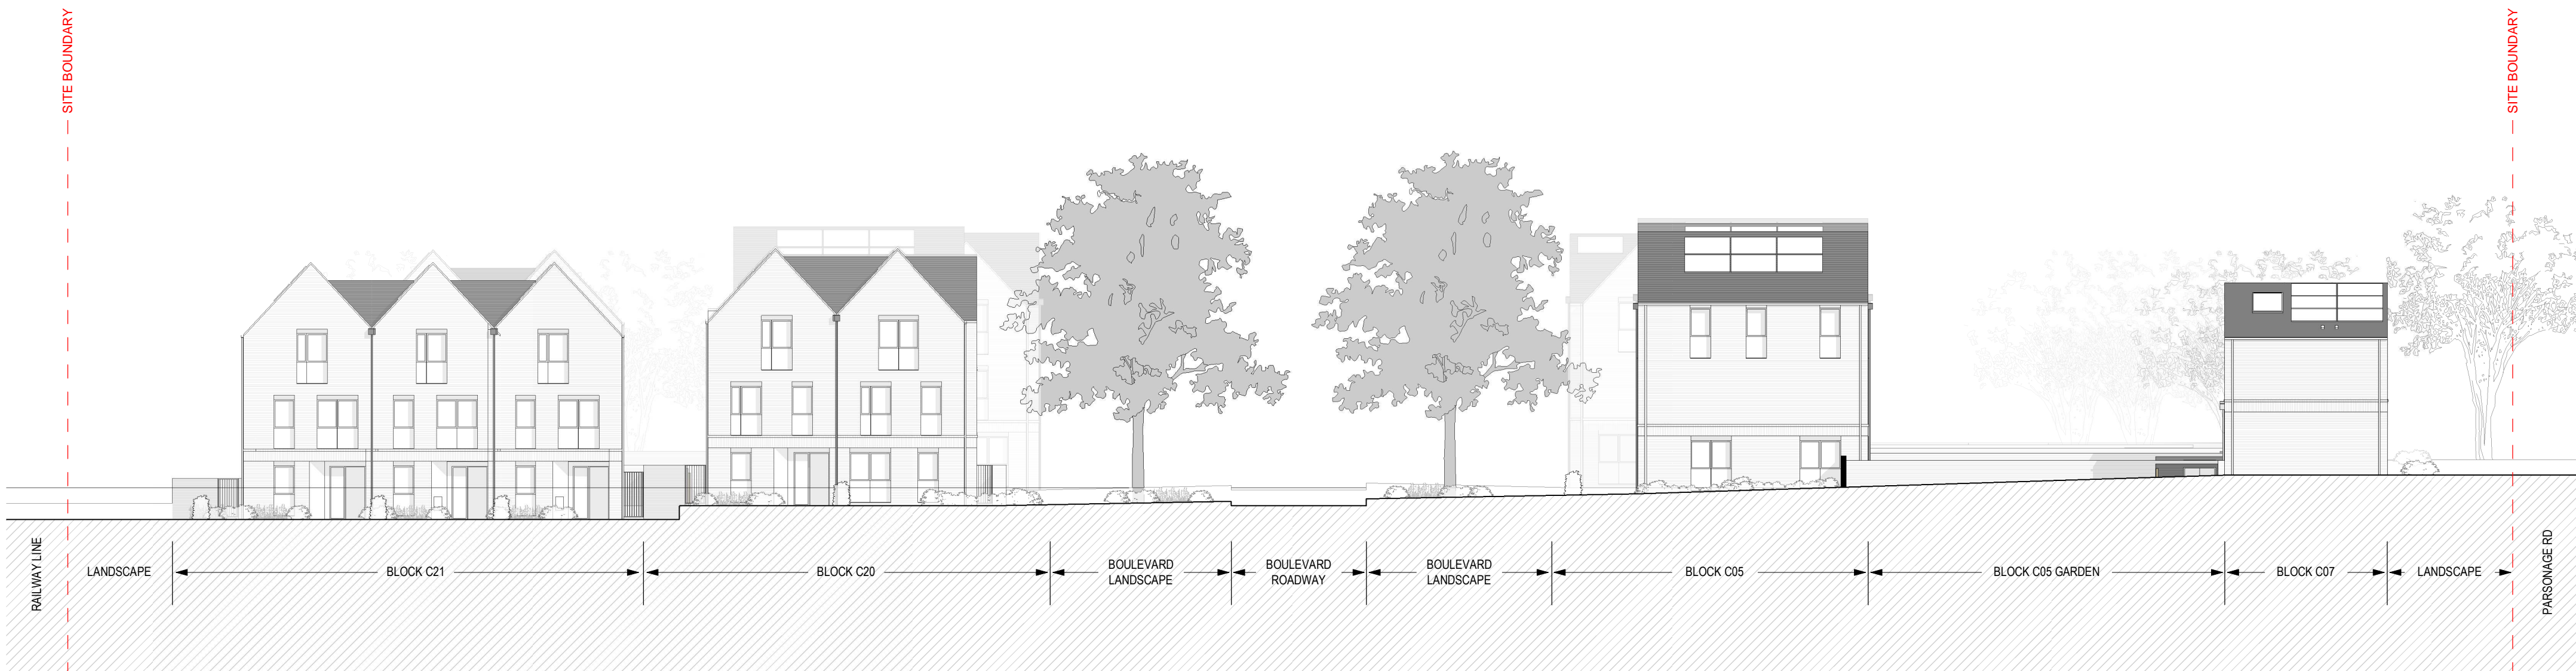 SITE BOUNDARY
SITE BOUNDARY
RAILWAY LINE
LANDSCAPE
BLOCK C21
BLOCK C20
BOULEVARD
LANDSCAPE
BOULEVARD
ROADWAY
BOULEVARD
LANDSCAPE
BLOCK C05
BLOCK C05 GARDEN
BLOCK C07
LANDSCAPE
PARSONAGE RD